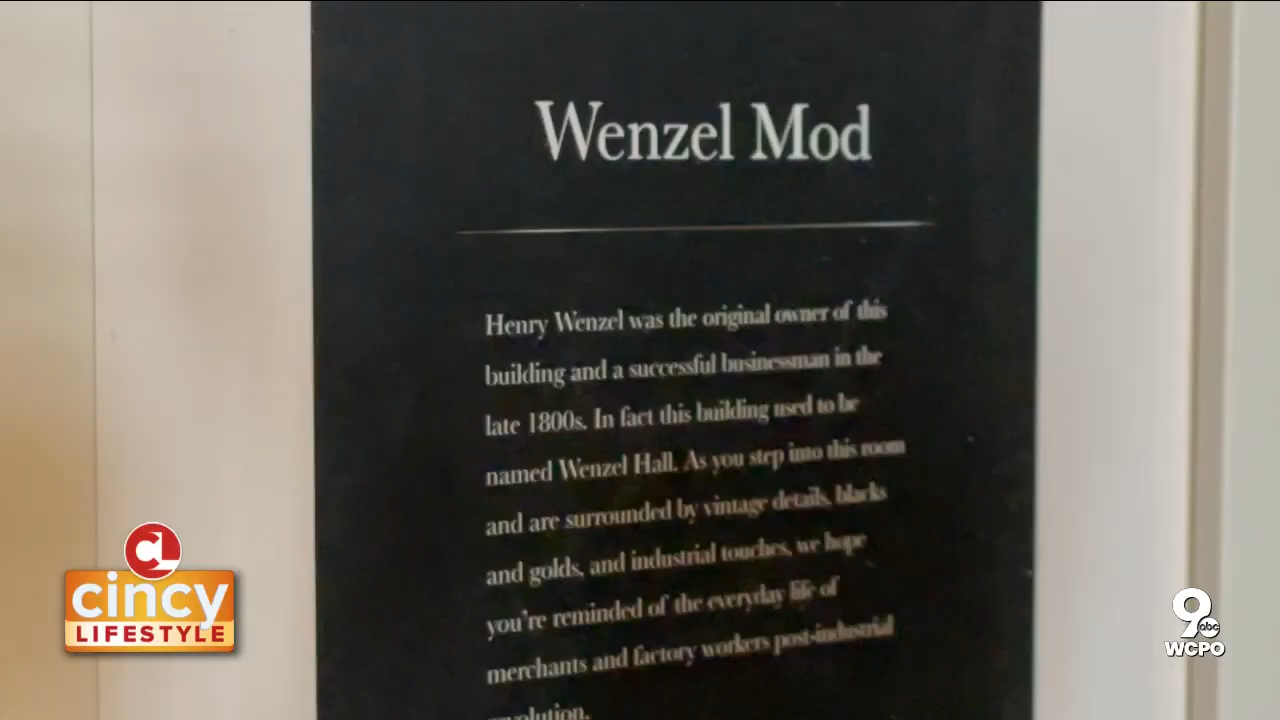 Wenzel Mod
Henry Wenzel was the original owner of this
building and a successful businessman in the
late 1800s. In fact this building used to be
named Wenzel Hall. As you step into this room
and are surrounded by vintage details, blacks
and golds, and industrial touches, we hope
you're reminded of the everyday life of
merchants and factory workers post-industrial
revolution.
cl
cincy
LIFESTYLE
9
abc
WCPO